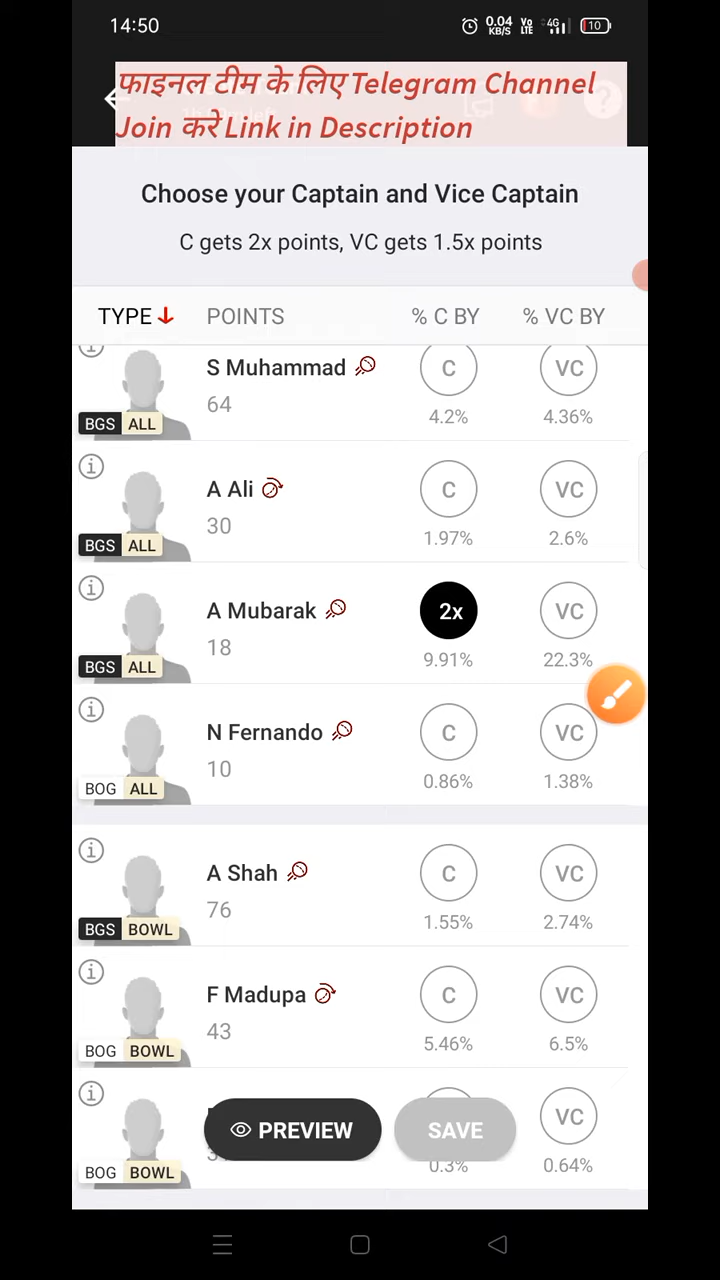 14:50
0.04 KB/S
Vo LTE
4G
10
फाइनल टीम के लिए Telegram Channel
Join करे Link in Description
?
Choose your Captain and Vice Captain
C gets 2x points, VC gets 1.5x points
TYPE POINTS % C BY % VC BY
S Muhammad C VC
64
BGS ALL 4.2% 4.36%
A Ali C VC
30
BGS ALL 1.97% 2.6%
A Mubarak 2x VC
18
BGS ALL 9.91% 22.3%
N Fernando C VC
10
BOG ALL 0.86% 1.38%
A Shah C VC
76
BGS BOWL 1.55% 2.74%
F Madupa C VC
43
BOG BOWL 5.46% 6.5%
VC
PREVIEW SAVE
BOG BOWL 0.3% 0.64%